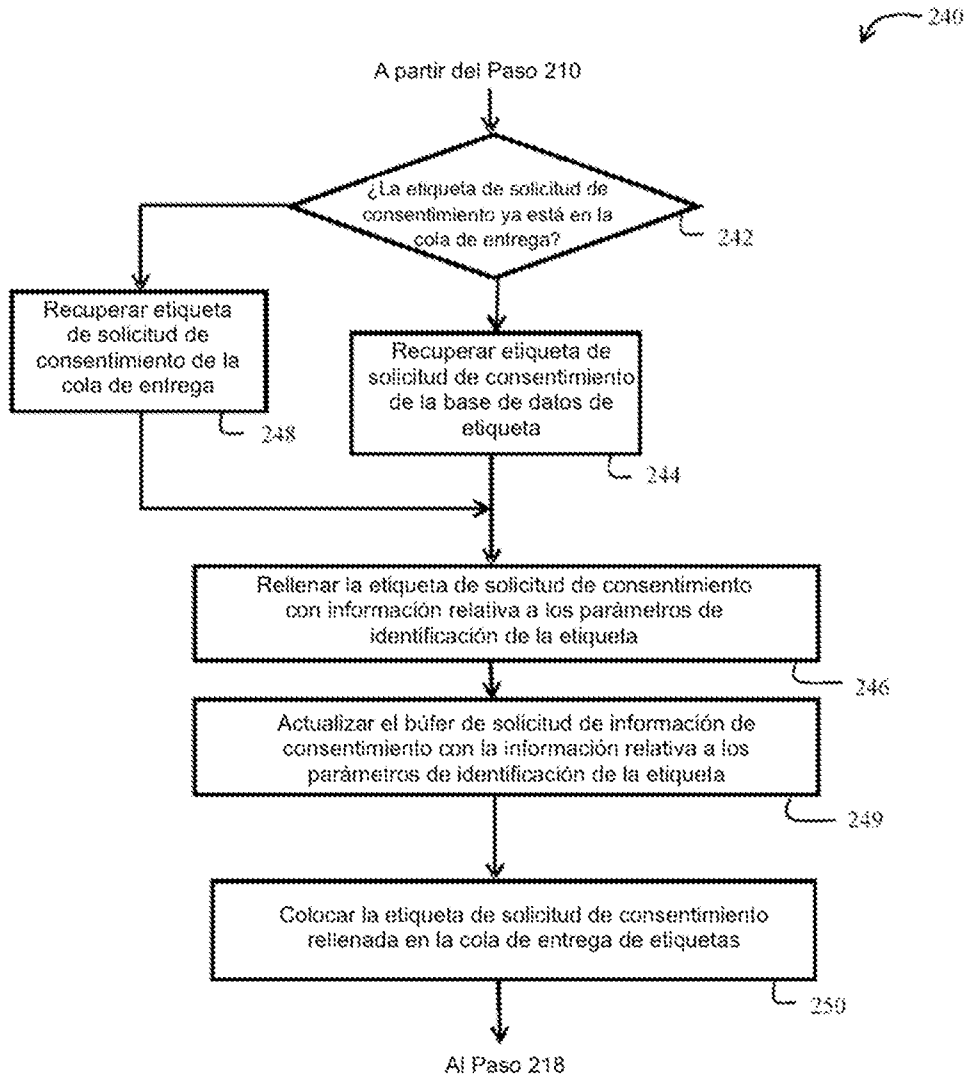 240
A partir del Paso 210
¿La etiqueta de solicitud de
consentimiento ya está en la
cola de entrega?
242
Recuperar etiqueta
de solicitud de
consentimiento de la
cola de entrega
248
Recuperar etiqueta de
solicitud de consentimiento
de la base de datos de
etiqueta
244
Rellenar la etiqueta de solicitud de consentimiento
con información relativa a los parámetros de
identificación de la etiqueta
246
Actualizar el búfer de solicitud de información de
consentimiento con la información relativa a los
parámetros de identificación de la etiqueta
249
Colocar la etiqueta de solicitud de consentimiento
rellenada en la cola de entrega de etiquetas
250
Al Paso 218